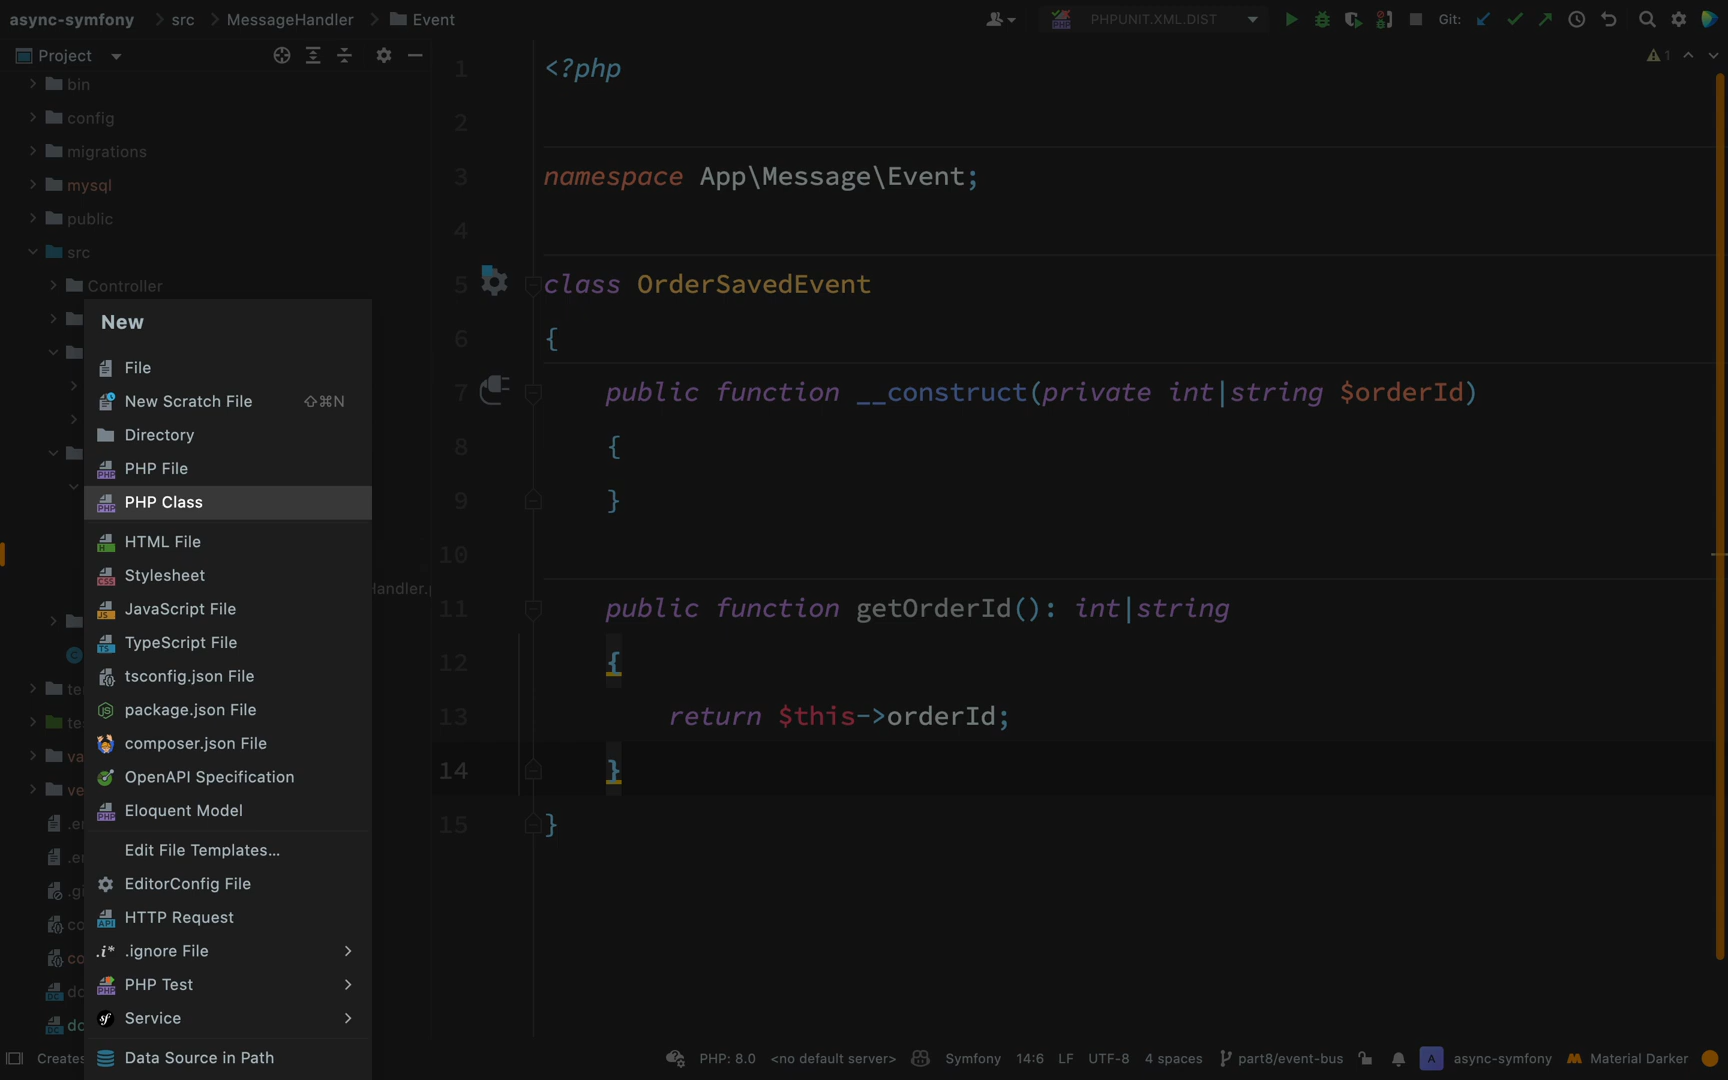 async-symfony src MessageHandler Event PHPUNIT.XML.DIST Git:
Project
bin
config
migrations
mysql
public
src
Controller
New
File
New Scratch File ⇧⌘N
Directory
PHP File
PHP Class
HTML File
Stylesheet
JavaScript File
TypeScript File
tsconfig.json File
package.json File
composer.json File
OpenAPI Specification
Eloquent Model
Edit File Templates...
EditorConfig File
HTTP Request
.i* .ignore File
PHP Test
Service
Data Source in Path
1 <?php
2
3 namespace App\Message\Event;
4
5 class OrderSavedEvent
6 {
7 public function __construct(private int|string $orderId)
8 {
9 }
10
11 public function getOrderId(): int|string
12 {
13 return $this->orderId;
14 }
15 }
1
Creates PHP: 8.0 <no default server> Symfony 14:6 LF UTF-8 4 spaces part8/event-bus A async-symfony Material Darker